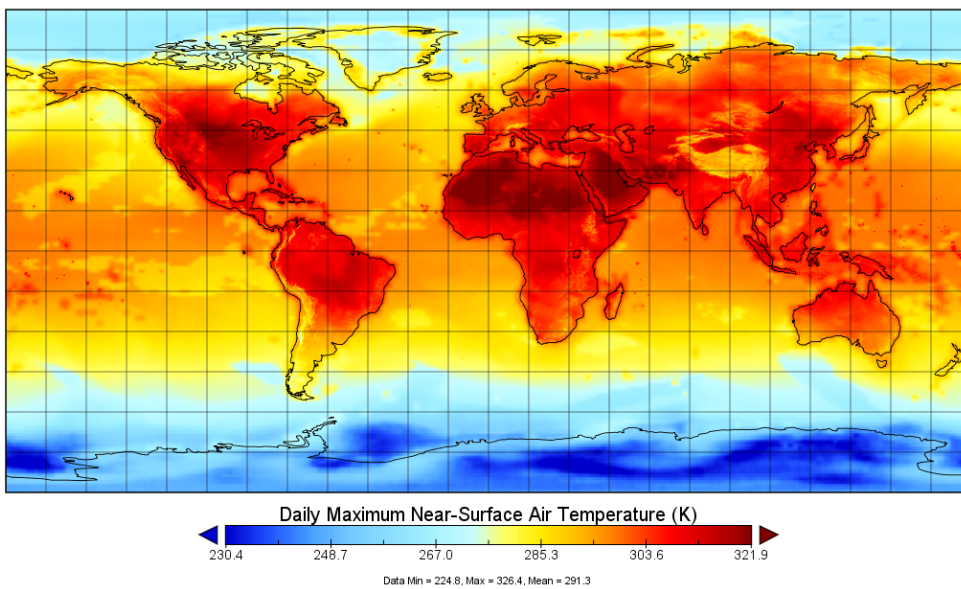 Daily Maximum Near-Surface Air Temperature (K)
230.4 248.7 267.0 285.3 303.6 321.9
Data Min = 224.8, Max = 326.4, Mean = 291.3